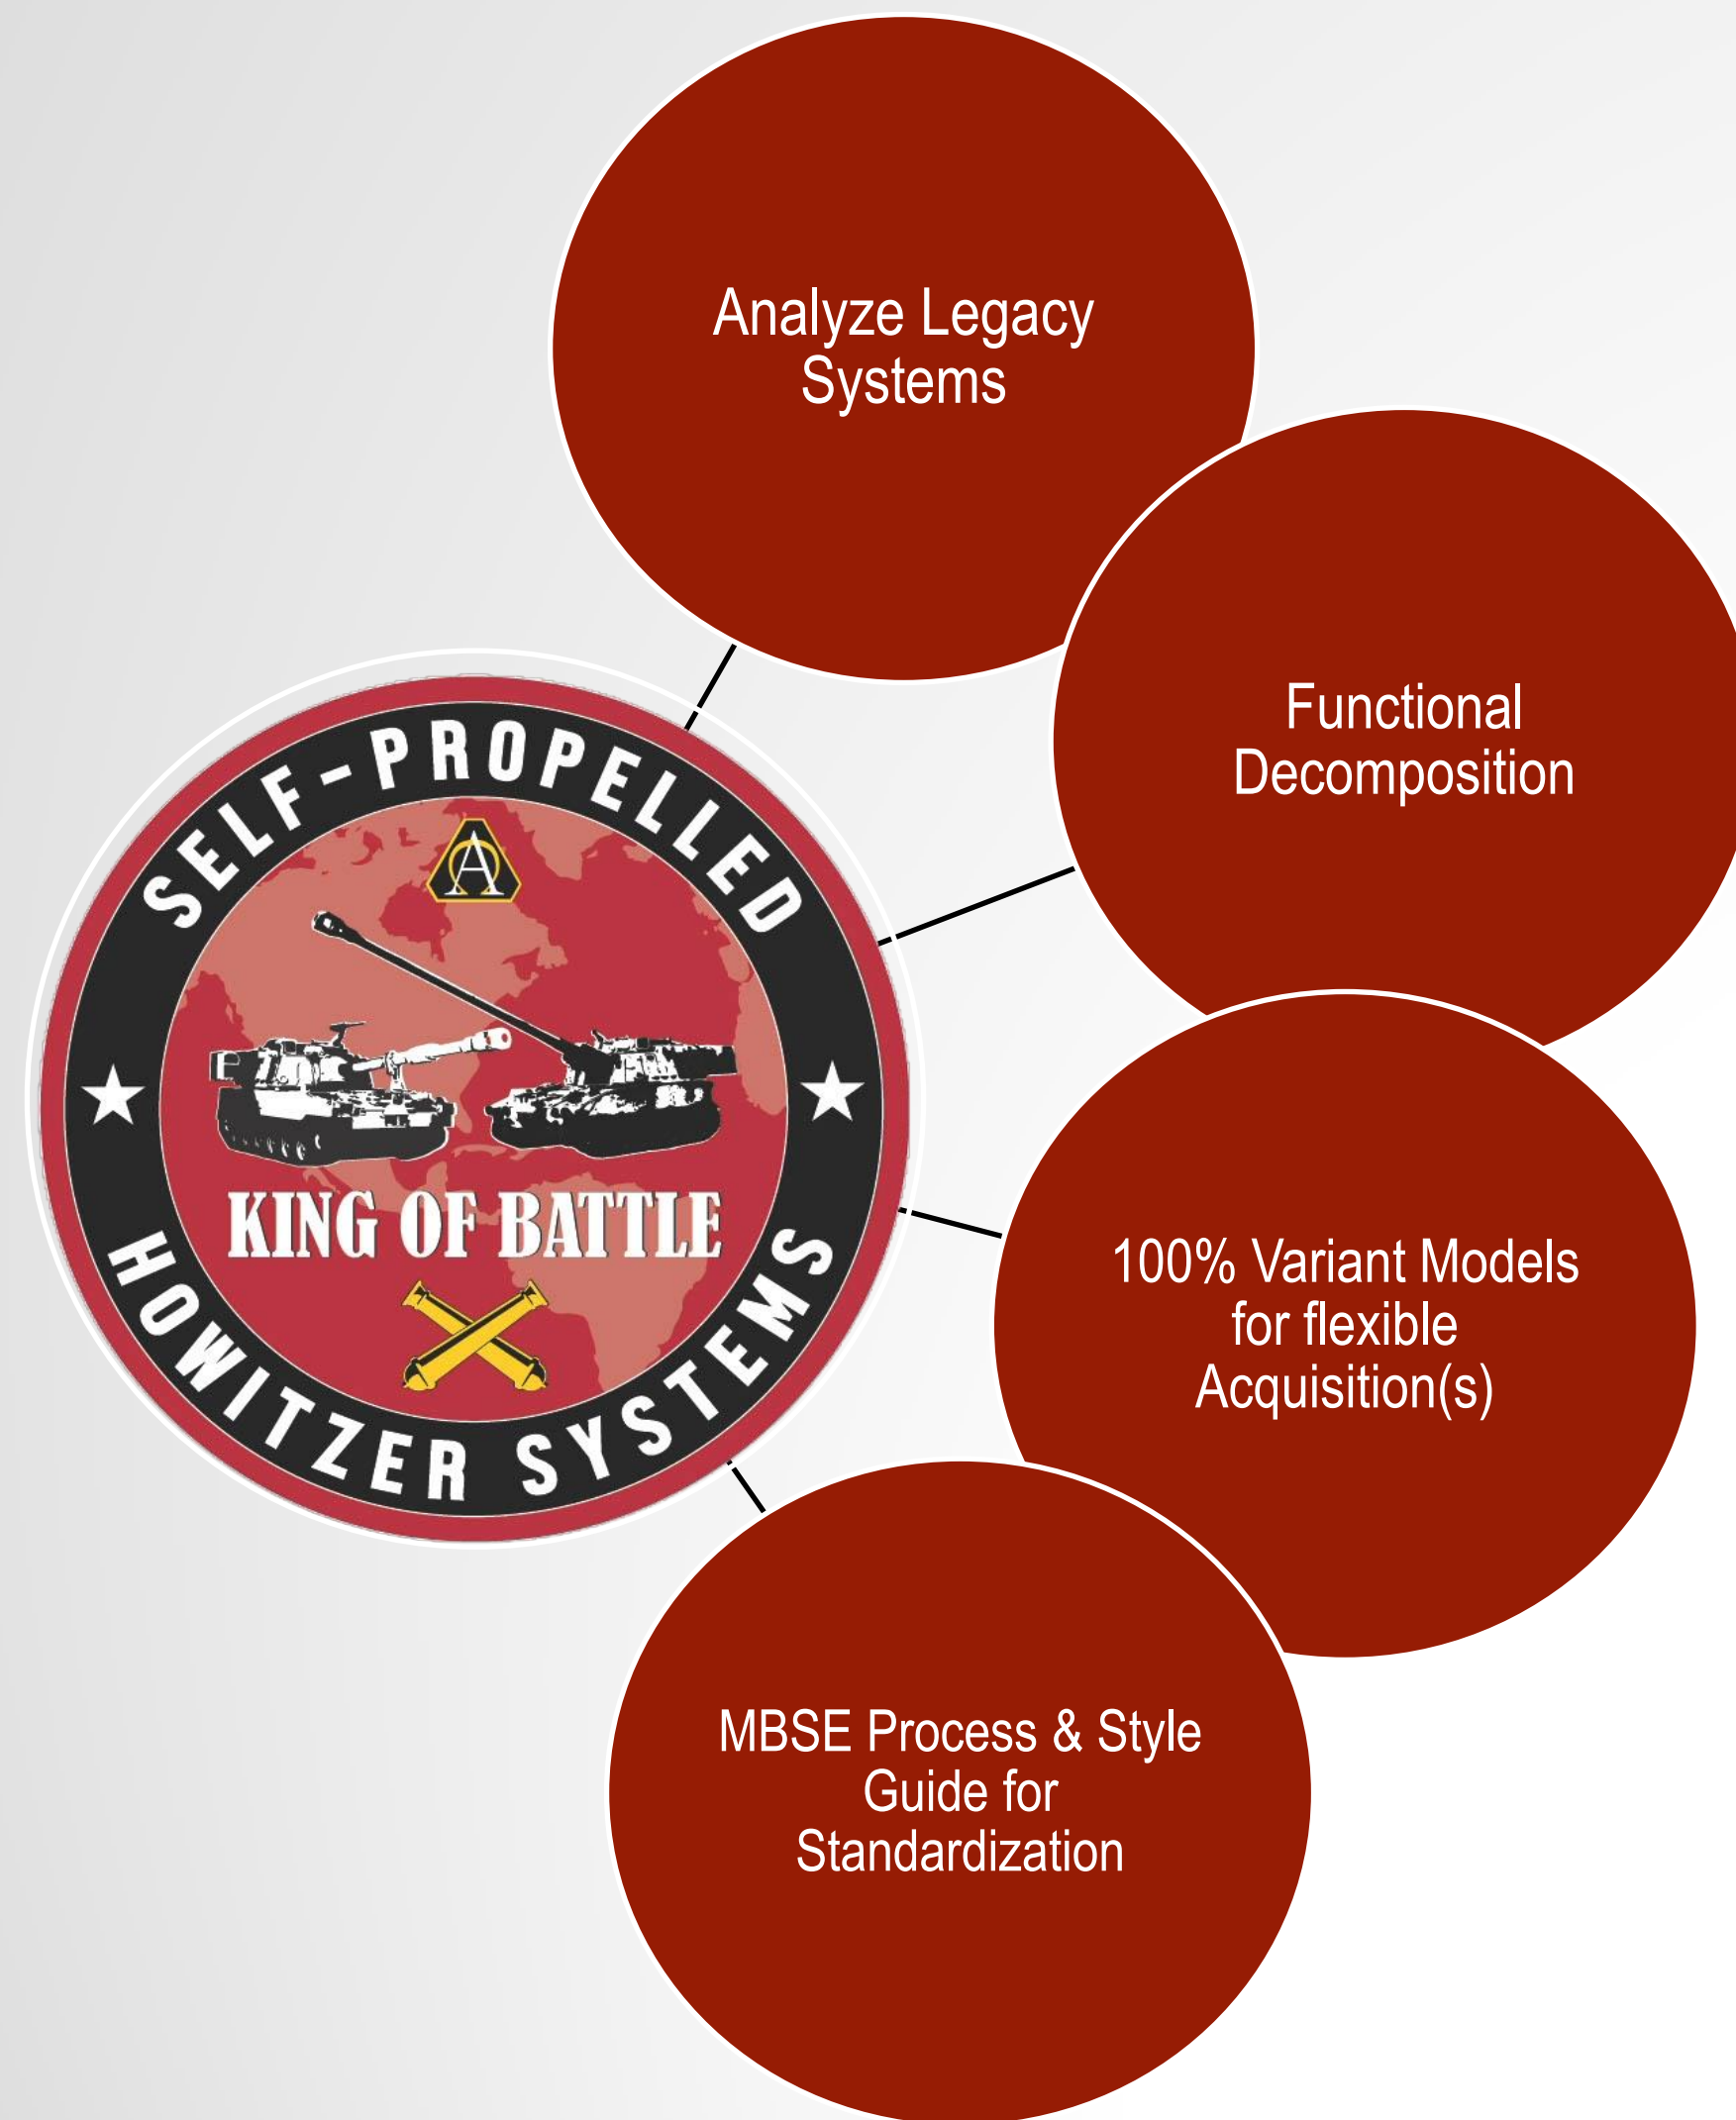 Analyze Legacy
Systems
Functional
Decomposition
SELF-PROPELLED
A
KING OF BATTLE
HOWITZER SYSTEMS
100% Variant Models
for flexible
Acquisition(s)
MBSE Process & Style
Guide for
Standardization